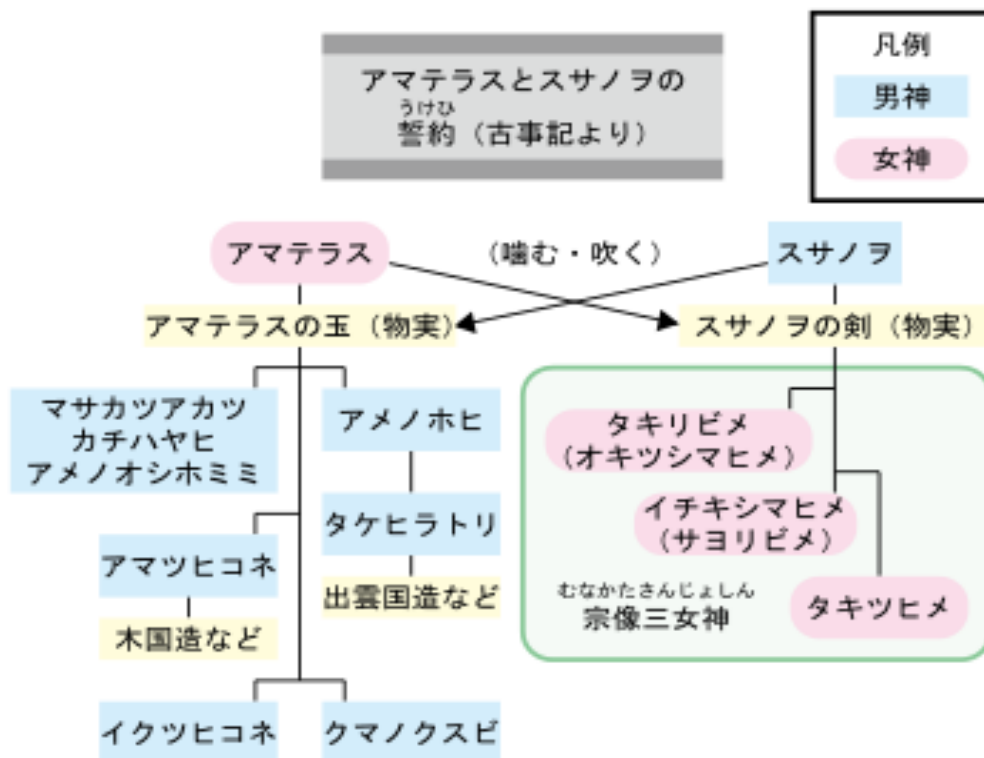 アマテラスとスサノヲの
うけひ
誓約（古事記より）
凡例
男神
女神
アマテラス
（噛む・吹く）
スサノヲ
アマテラスの玉（物実）
スサノヲの剣（物実）
マサカツアカツ
カチハヤヒ
アメノオシホミミ
アメノホヒ
タケヒラトリ
出雲国造など
アマツヒコネ
木国造など
イクツヒコネ
クマノクスビ
タキリビメ
（オキツシマヒメ）
イチキシマヒメ
（サヨリビメ）
タキツヒメ
むなかたさんじょしん
宗像三女神